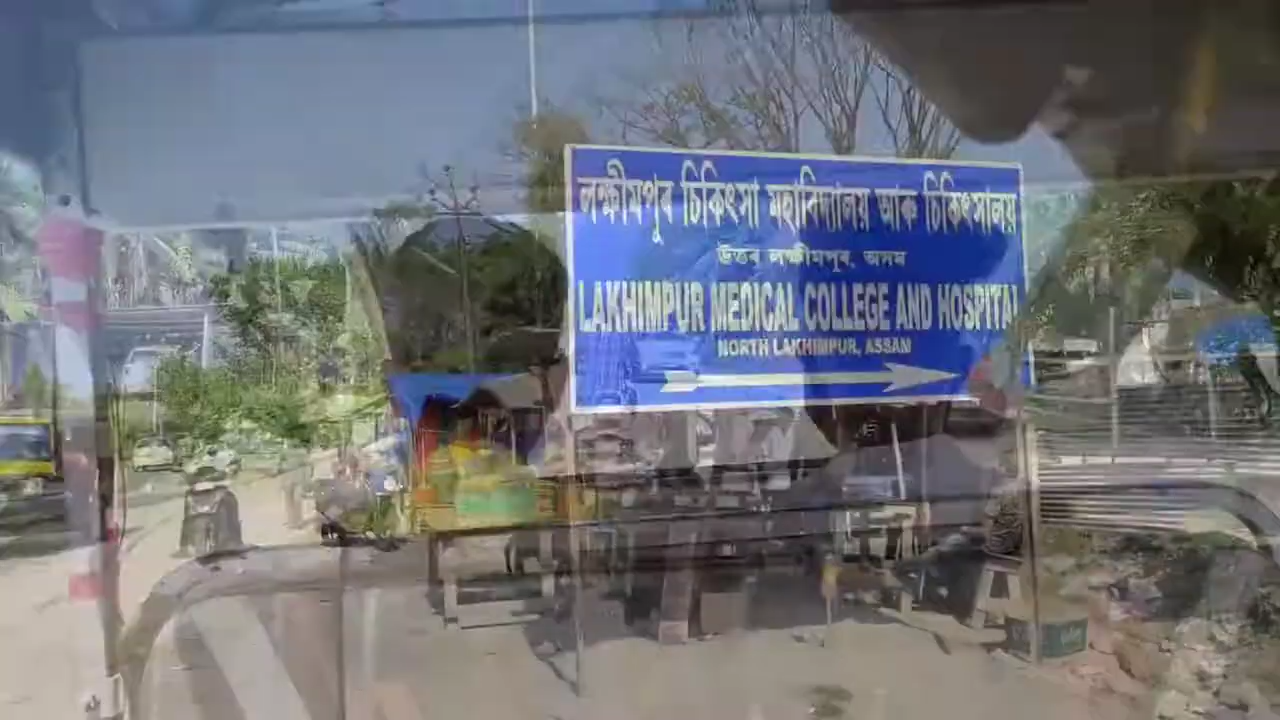 লক্ষীমপুৰ চিকিৎসা মহাবিদ্যালয় আৰু চিকিৎসালয়
উত্তৰ লক্ষীমপুৰ, অসম
LAKHIMPUR MEDICAL COLLEGE AND HOSPITAL
NORTH LAKHIMPUR, ASSAM